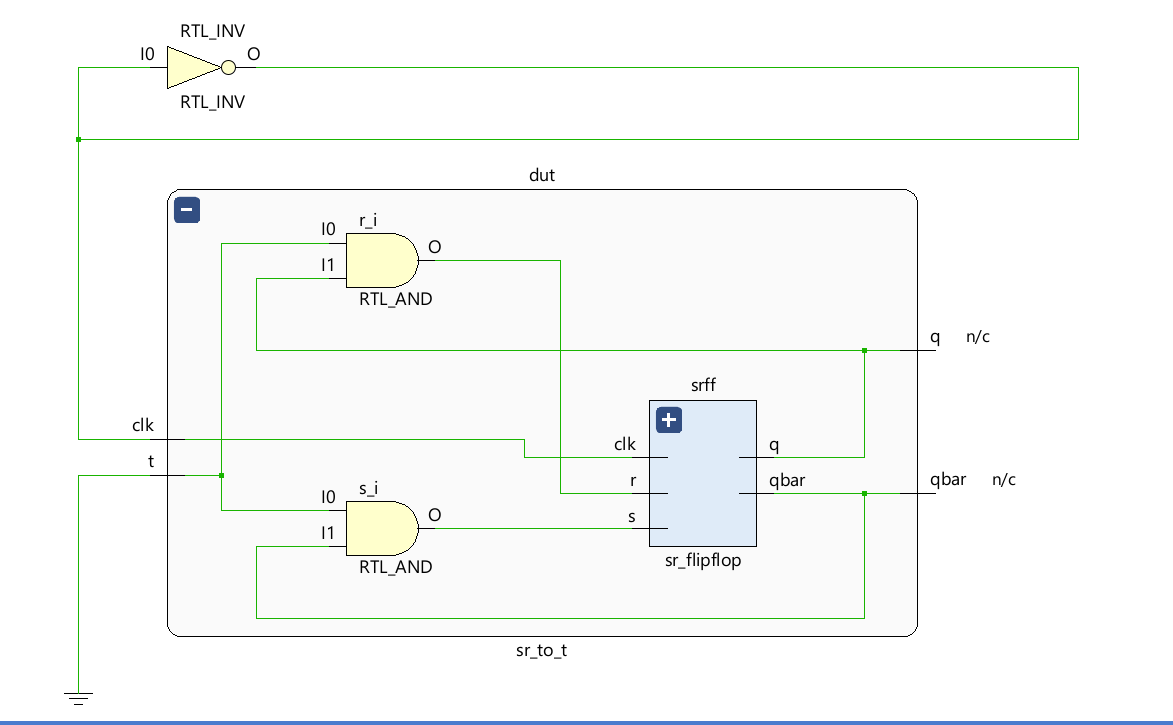 RTL_INV
I0
O
RTL_INV
dut
r_i
I0
O
I1
RTL_AND
q n/c
srff
clk
clk
q
t
r
qbar
qbar n/c
s_i
I0
O
s
I1
sr_flipflop
RTL_AND
sr_to_t